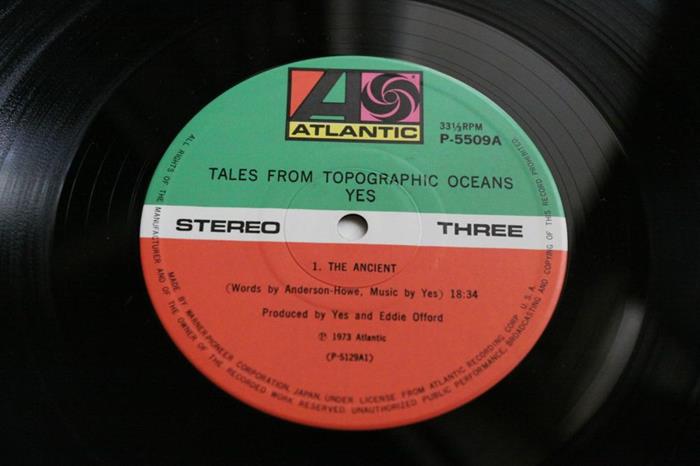 ATLANTIC
33⅓RPM
P-5509A
TALES FROM TOPOGRAPHIC OCEANS
YES
STEREO
THREE
1. THE ANCIENT
(Words by Anderson-Howe, Music by Yes) 18:34
Produced by Yes and Eddie Offord
Ⓟ 1973 Atlantic
(P-5129A1)
ALL RIGHTS OF THE MANUFACTURER AND OF THE OWNER OF THE RECORDED WORK RESERVED. UNAUTHORIZED PUBLIC PERFORMANCE, BROADCASTING AND COPYING OF THIS RECORD PROHIBITED
MADE BY WARNER-PIONEER CORPORATION, JAPAN, UNDER LICENSE FROM ATLANTIC RECORDING CORP. U.S.A.